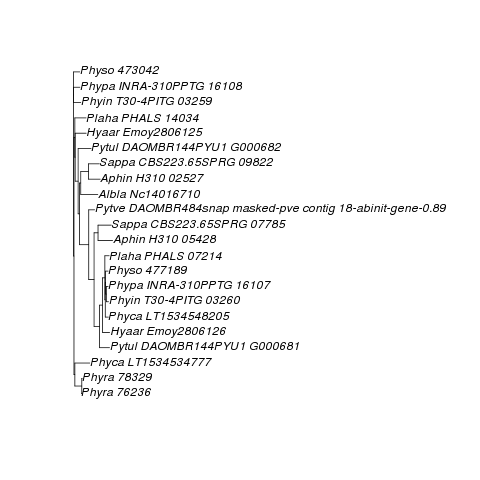 Physo 473042
Phypa INRA-310PPTG 16108
Phyin T30-4PITG 03259
Plaha PHALS 14034
Hyaar Emoy2806125
Pytul DAOMBR144PYU1 G000682
Sappa CBS223.65SPRG 09822
Aphin H310 02527
Albla Nc14016710
Pytve DAOMBR484snap masked-pve contig 18-abinit-gene-0.89
Sappa CBS223.65SPRG 07785
Aphin H310 05428
Plaha PHALS 07214
Physo 477189
Phypa INRA-310PPTG 16107
Phyin T30-4PITG 03260
Phyca LT1534548205
Hyaar Emoy2806126
Pytul DAOMBR144PYU1 G000681
Phyca LT1534534777
Phyra 78329
Phyra 76236